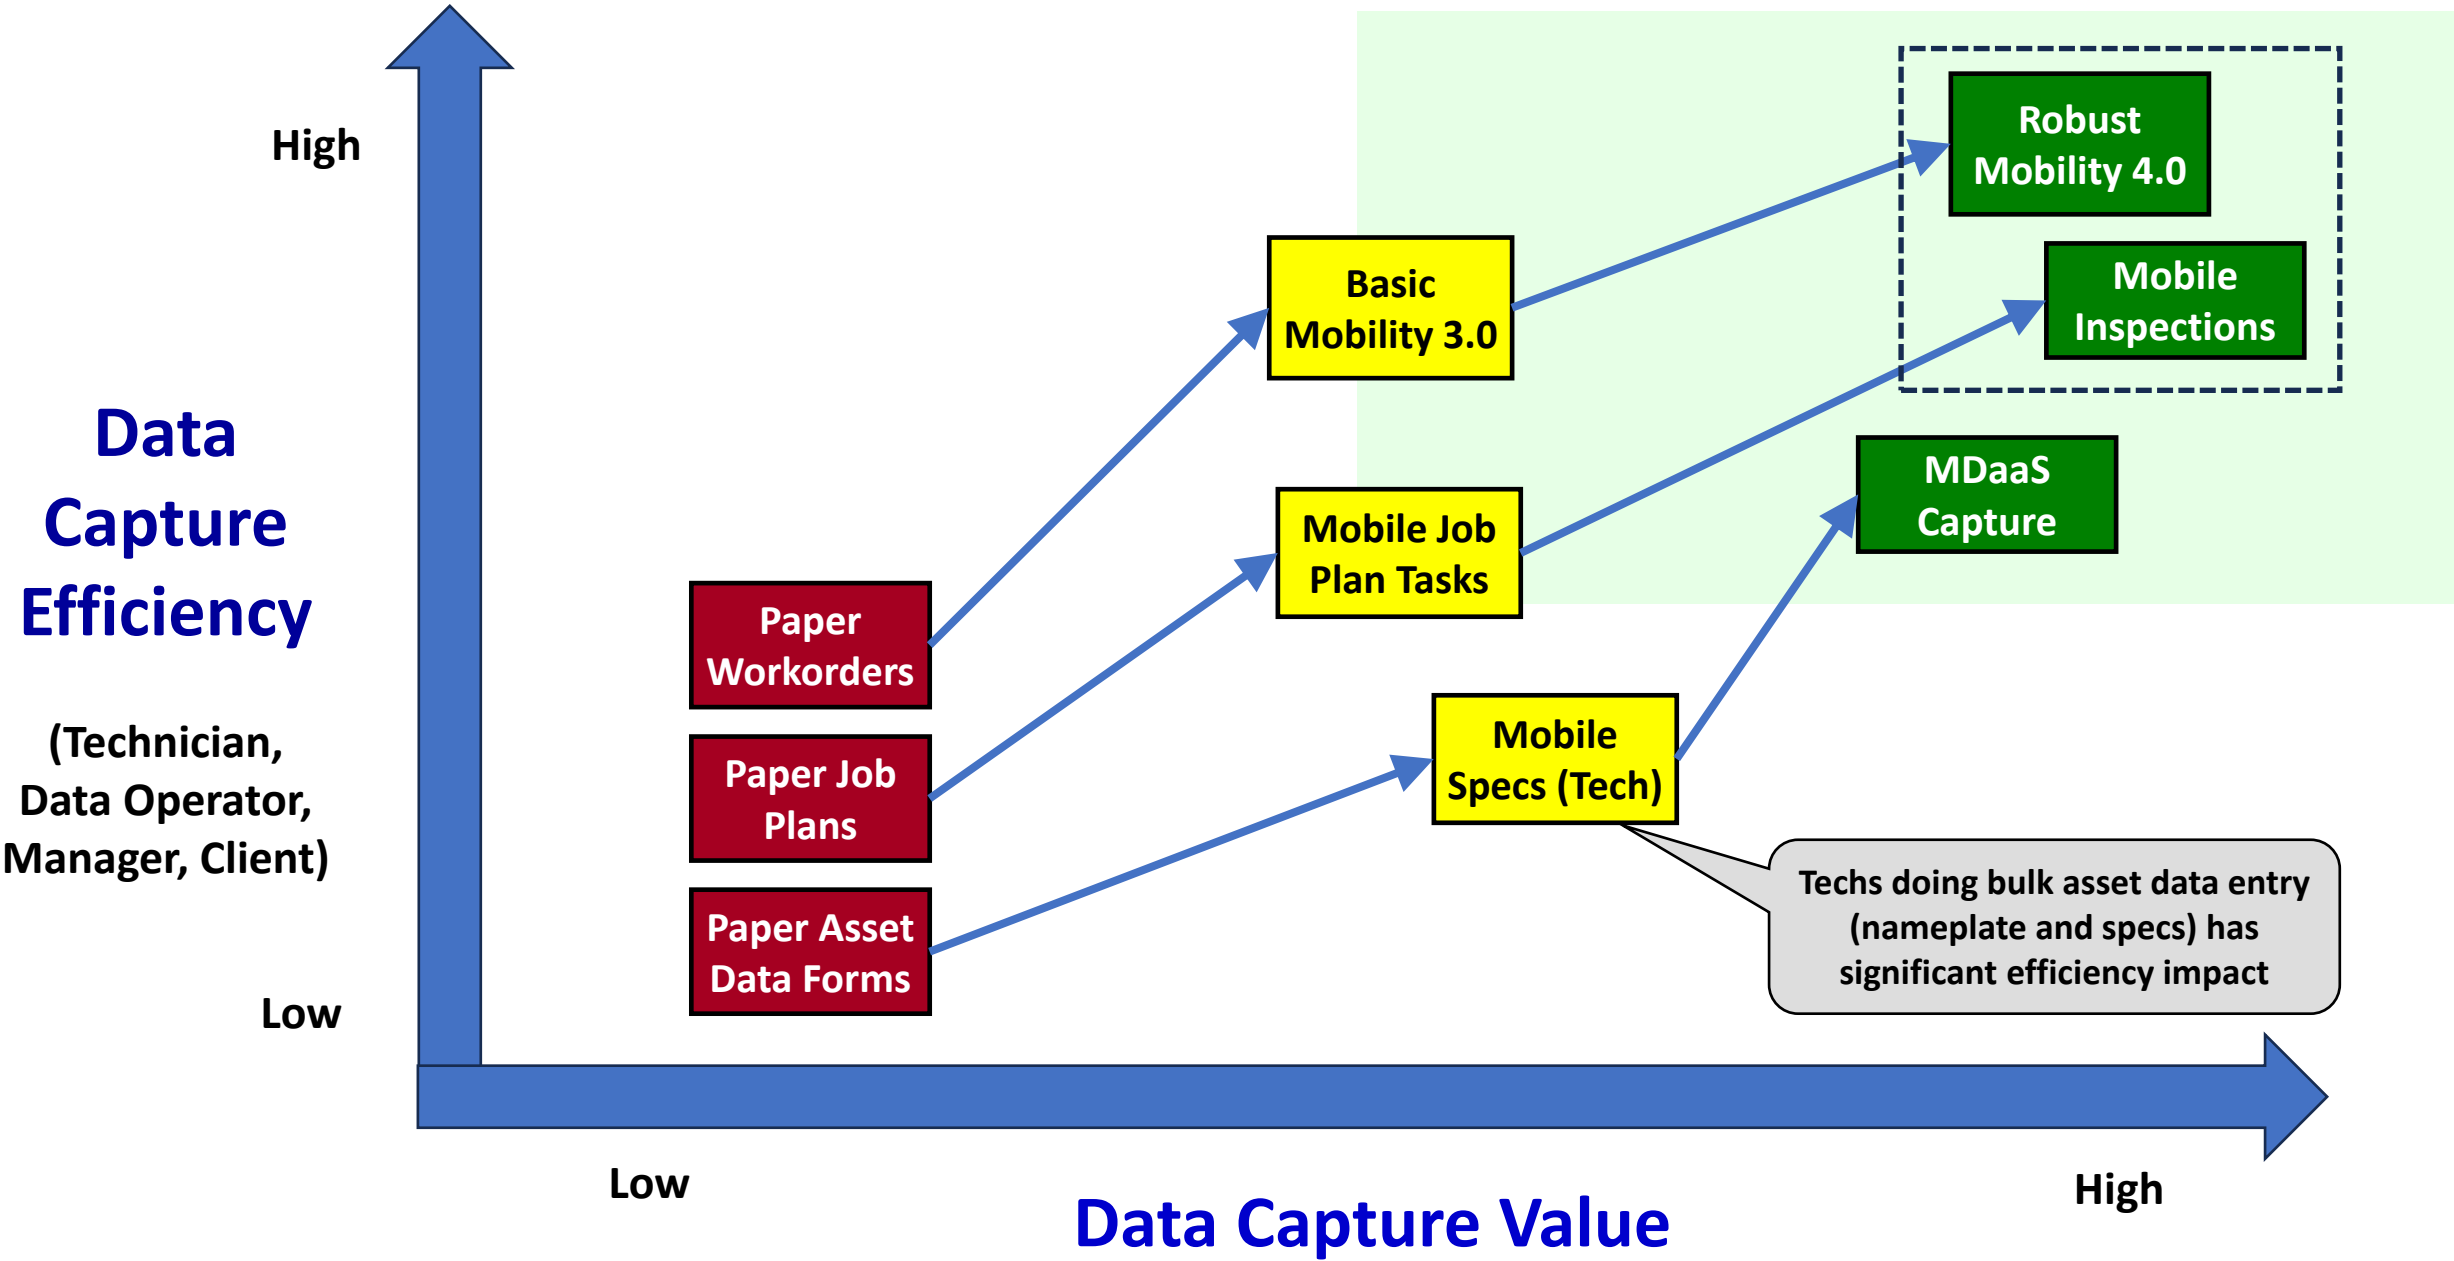 High
Data
Capture
Efficiency
(Technician,
Data Operator,
Manager, Client)
Low
Robust
Mobility 4.0
Basic
Mobility 3.0
Mobile
Inspections
MDaaS
Capture
Mobile Job
Plan Tasks
Paper
Workorders
Mobile
Specs (Tech)
Paper Job
Plans
Paper Asset
Data Forms
Techs doing bulk asset data entry
(nameplate and specs) has
significant efficiency impact
Low
High
Data Capture Value